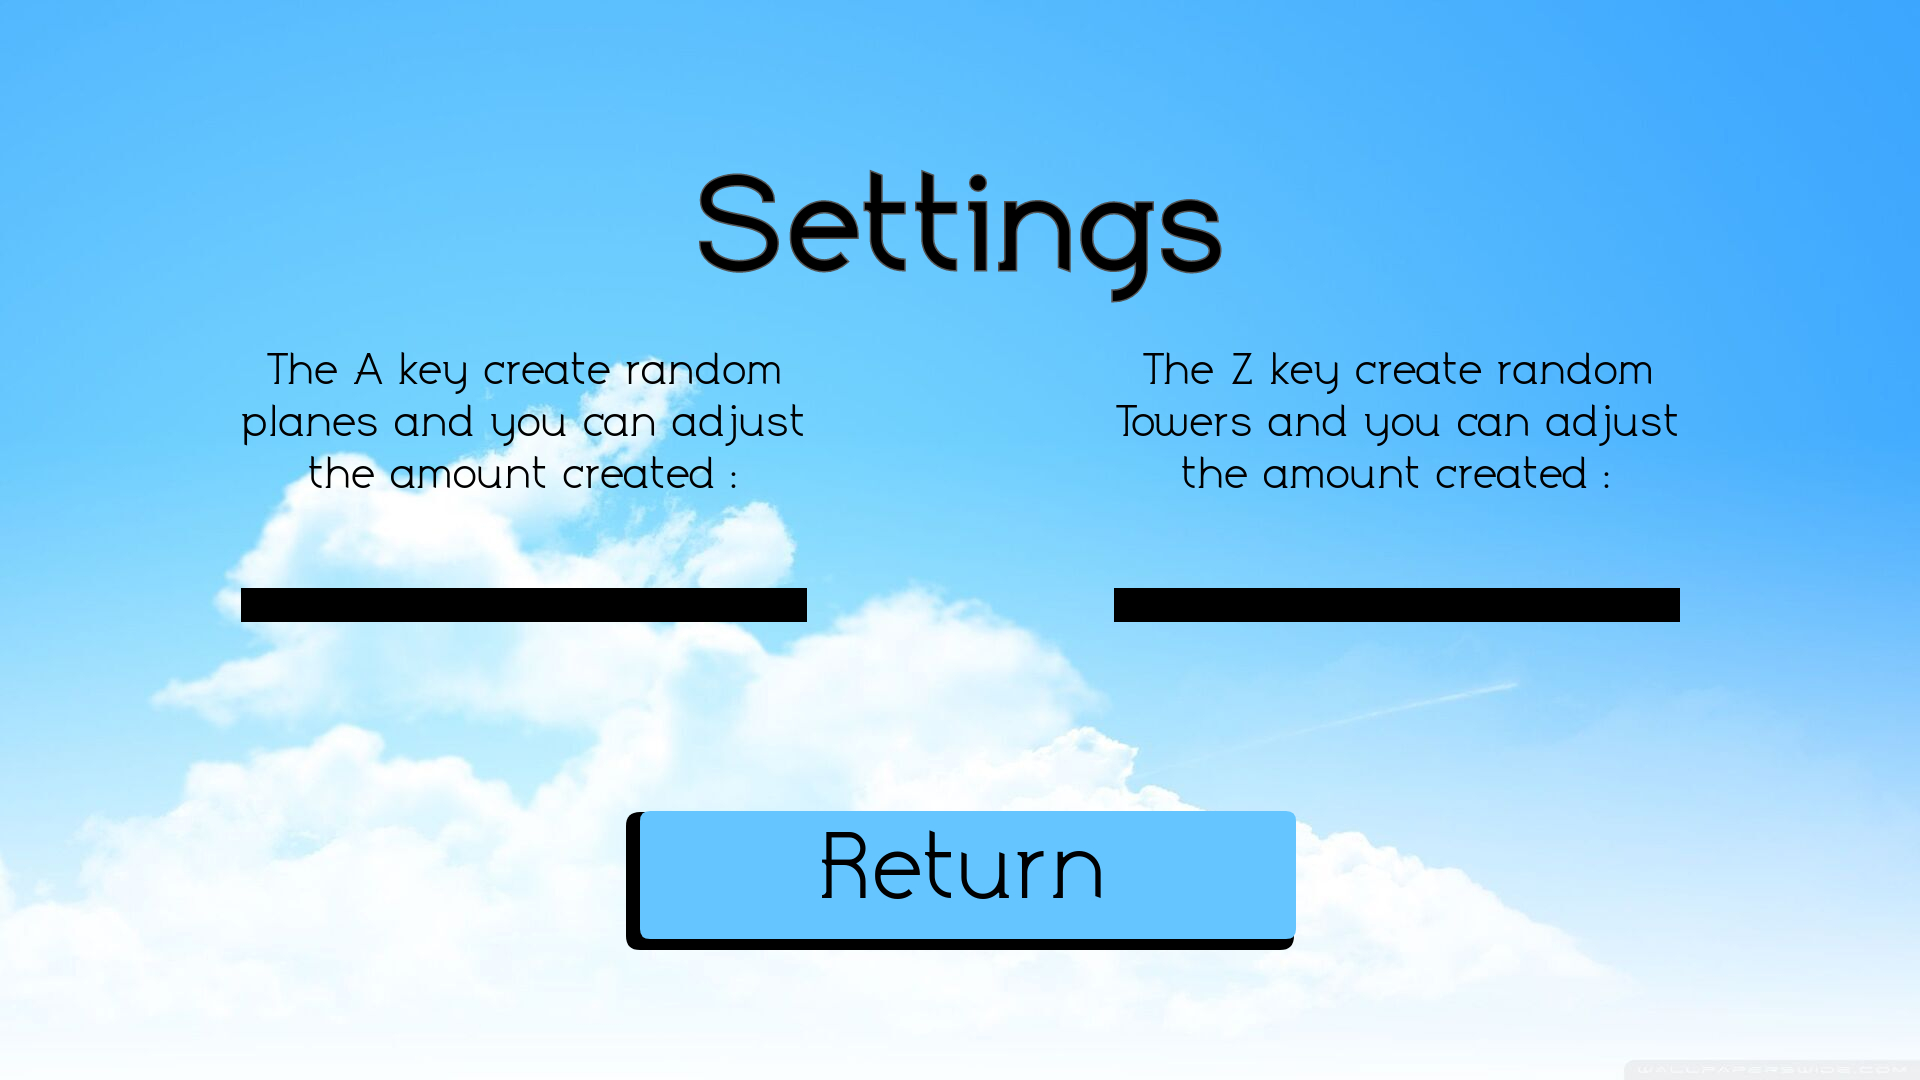 Settings
The A key create random
planes and you can adjust
the amount created :
The Z key create random
Towers and you can adjust
the amount created :
Return
WALLPAPERSWIDE.COM